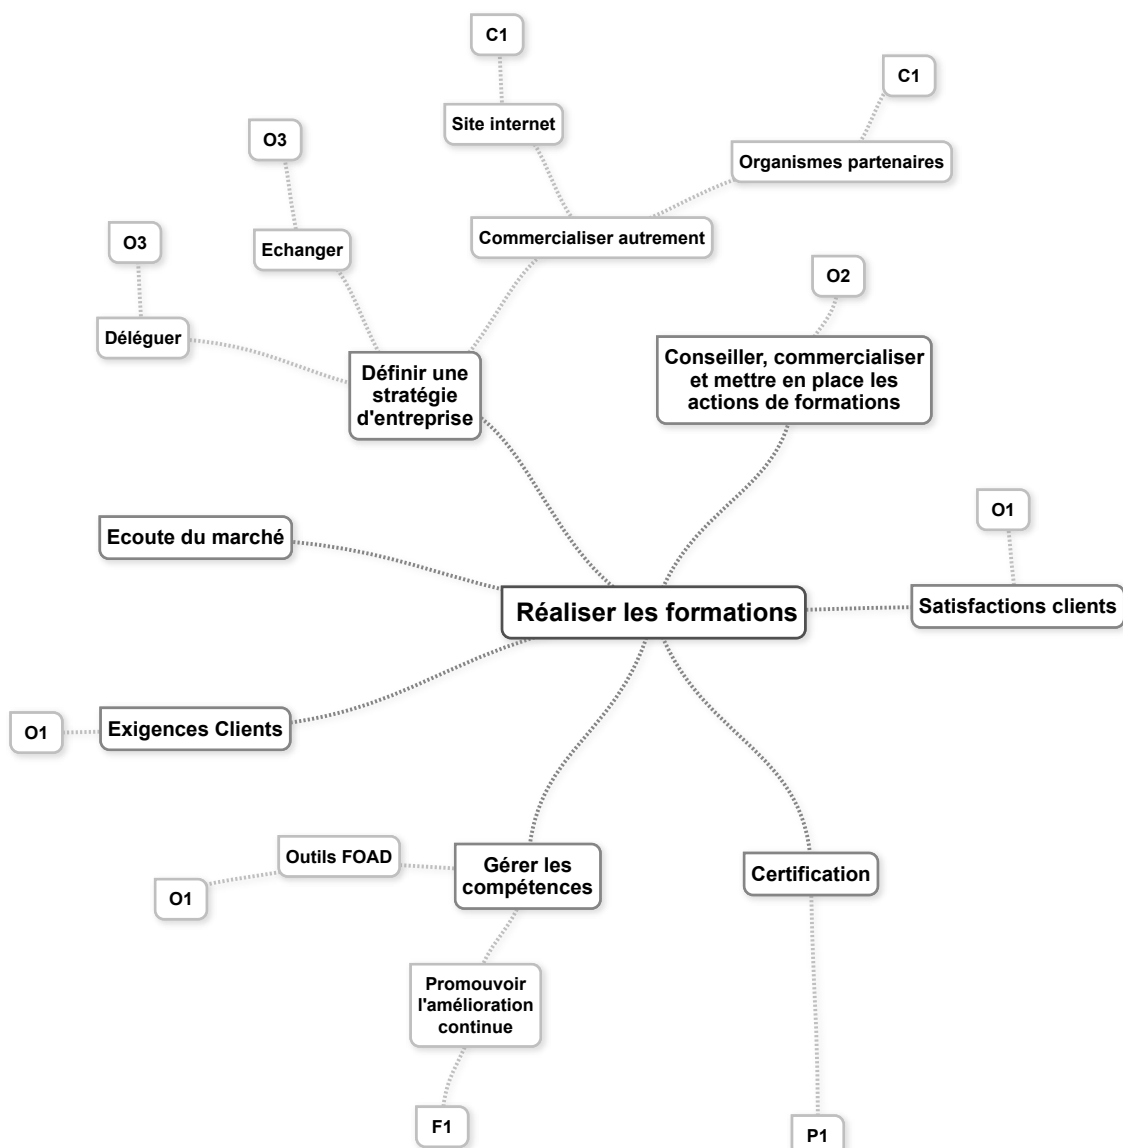 C1
C1
Site internet
O3
Organismes partenaires
O3
Echanger
Commercialiser autrement
O2
Déléguer
Définir une
stratégie
d'entreprise
Conseiller, commercialiser
et mettre en place les
actions de formations
O1
Ecoute du marché
Réaliser les formations
Satisfactions clients
O1
Exigences Clients
Outils FOAD
O1
Gérer les
compétences
Certification
Promouvoir
l'amélioration
continue
F1
P1